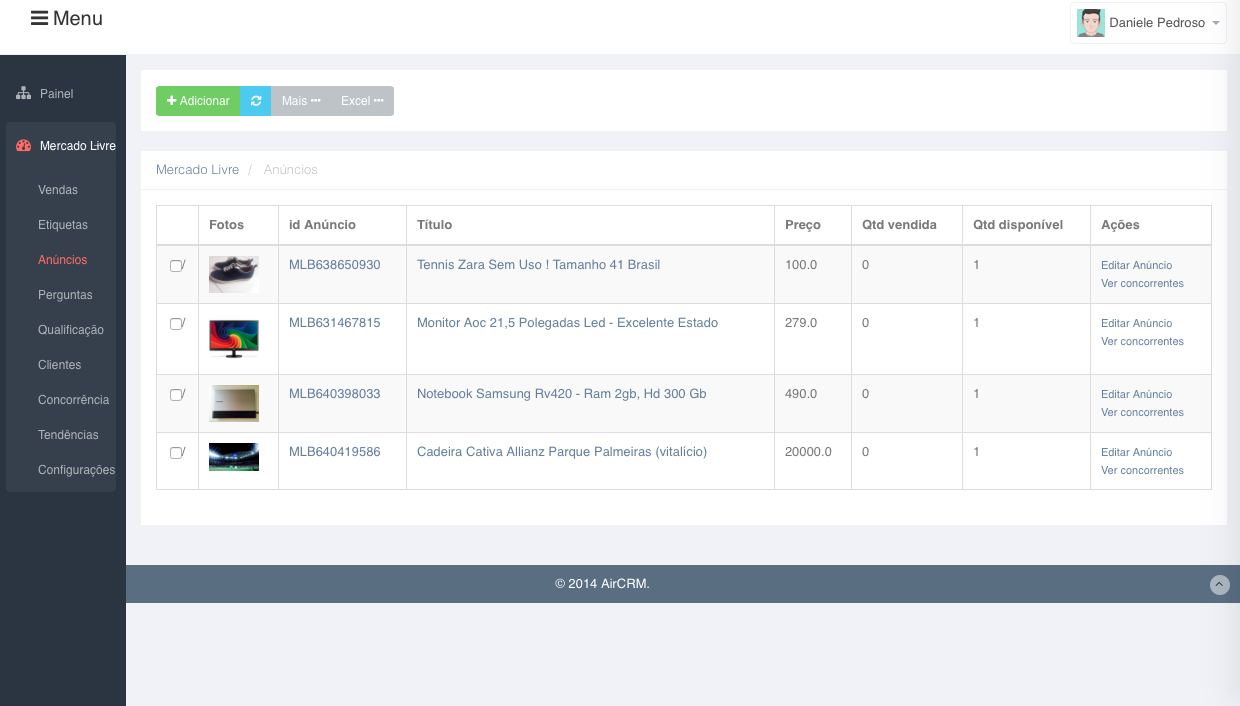 Menu
Daniele Pedroso
Painel
Mercado Livre
Vendas
Etiquetas
Anúncios
Perguntas
Qualificação
Clientes
Concorrência
Tendências
Configurações
Adicionar Mais Excel
Mercado Livre / Anúncios
Fotos id Anúncio Título Preço Qtd vendida Qtd disponível Ações
/ MLB638650930 Tennis Zara Sem Uso ! Tamanho 41 Brasil 100.0 0 1 Editar Anúncio
Ver concorrentes
/ MLB631467815 Monitor Aoc 21,5 Polegadas Led - Excelente Estado 279.0 0 1 Editar Anúncio
Ver concorrentes
/ MLB640398033 Notebook Samsung Rv420 - Ram 2gb, Hd 300 Gb 490.0 0 1 Editar Anúncio
Ver concorrentes
/ MLB640419586 Cadeira Cativa Allianz Parque Palmeiras (vitalício) 20000.0 0 1 Editar Anúncio
Ver concorrentes
© 2014 AirCRM.